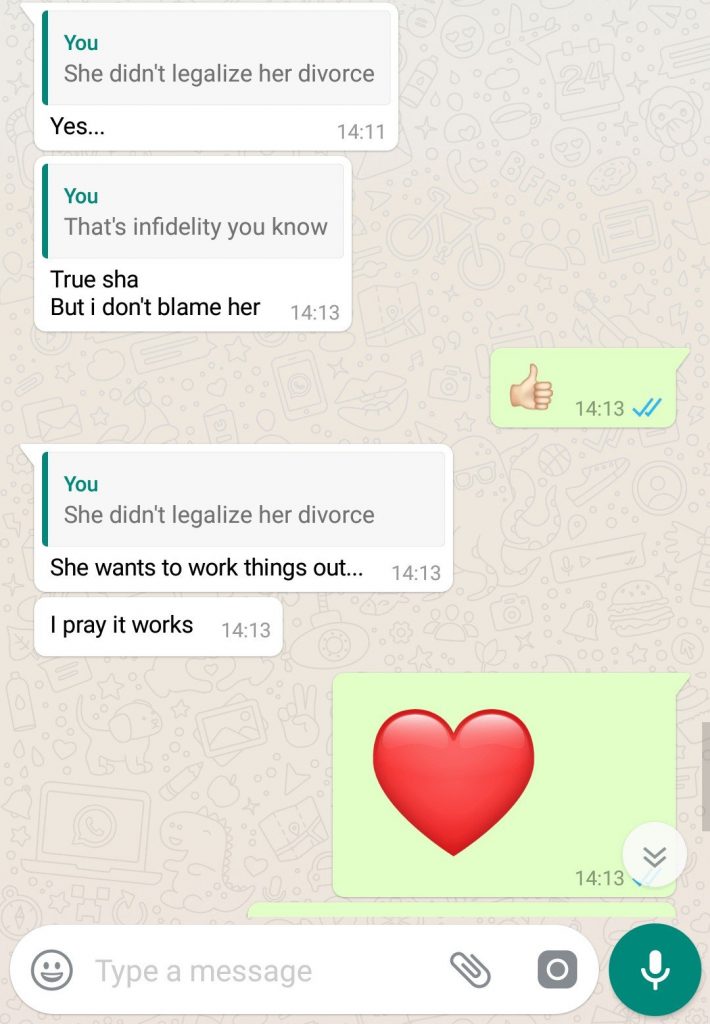 You
She didn't legalize her divorce
Yes...
14:11
You
That's infidelity you know
True sha
But i don't blame her
14:13
14:13
You
She didn't legalize her divorce
She wants to work things out...
14:13
I pray it works
14:13
14:13
Type a message